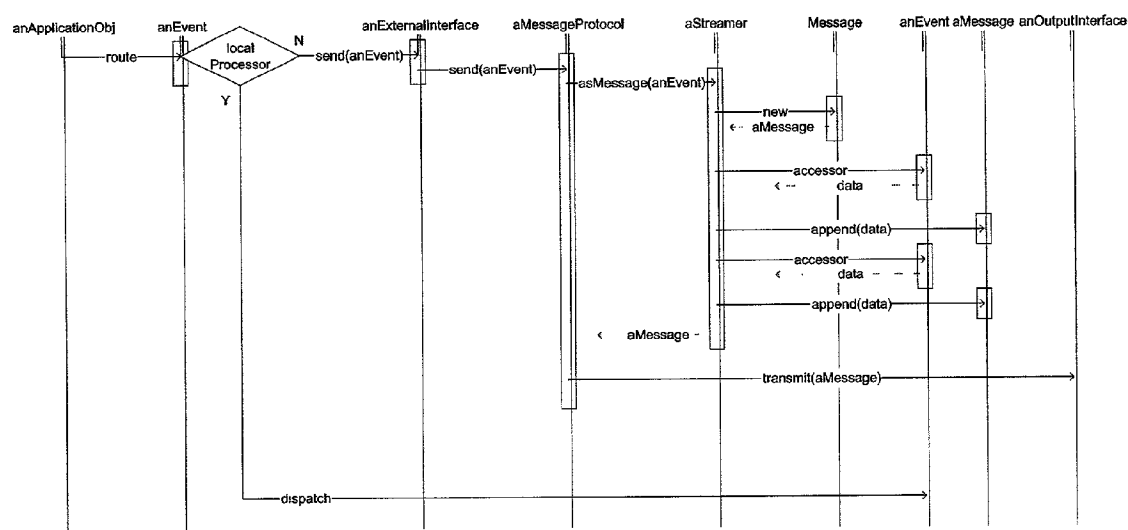 anApplicationObj anEvent anExternalInterface aMessageProtocol aStreamer Message anEvent aMessage anOutputInterface
local
Processor
N
Y
route
send(anEvent)
send(anEvent)
asMessage(anEvent)
new
aMessage
accessor
data
append(data)
accessor
data
append(data)
aMessage
transmit(aMessage)
dispatch